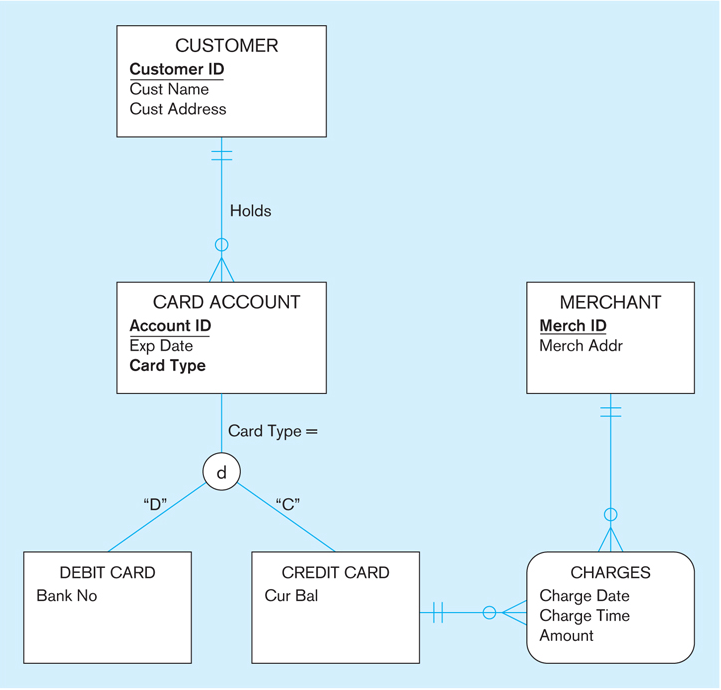 CUSTOMER
Customer ID
Cust Name
Cust Address
Holds
CARD ACCOUNT
Account ID
Exp Date
Card Type
MERCHANT
Merch ID
Merch Addr
Card Type =
d
“D”
“C”
DEBIT CARD
Bank No
CREDIT CARD
Cur Bal
CHARGES
Charge Date
Charge Time
Amount